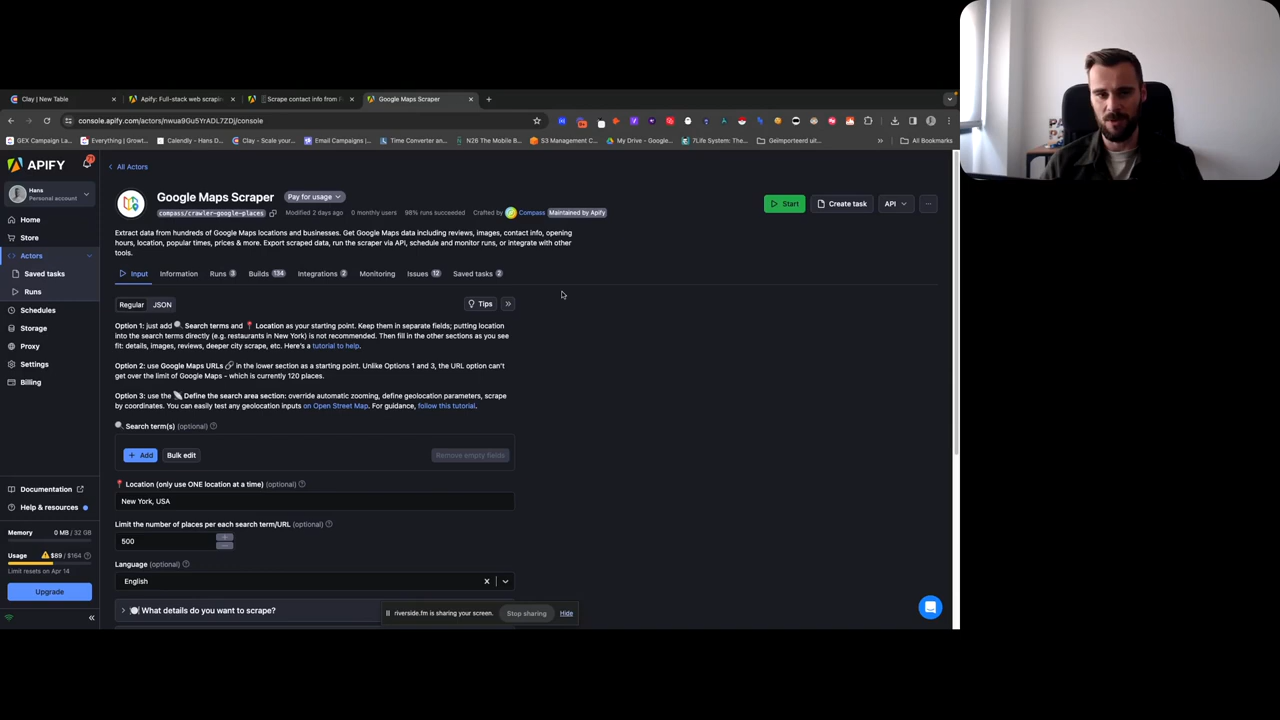 Clay | New Table
Apify: Full-stack web scrapin
Scrape contact info from F
Google Maps Scraper
console.apify.com/actors/nwua9Gu5YrADL7ZDj/console
GEX Campaign La...
Everything | Growt...
Calendly - Hans D...
Clay - Scale your...
Email Campaigns |...
Time Converter an...
N26 The Mobile B...
S3 Management C...
My Drive - Google...
7Life System: The...
Geïmporteerd uit...
All Bookmarks
APIFY
Hans
Personal account
Home
Store
Actors
Saved tasks
Runs
Schedules
Storage
Proxy
Settings
Billing
Documentation
Help & resources
Memory 0 MB / 32 GB
Usage $89 / $164
Limit resets on Apr 14
Upgrade
All Actors
Google Maps Scraper Pay for usage
compass/crawler-google-places Modified 2 days ago 0 monthly users 98% runs succeeded Crafted by Compass Maintained by Apify
Start
Create task
API
Extract data from hundreds of Google Maps locations and businesses. Get Google Maps data including reviews, images, contact info, opening
hours, location, popular times, prices & more. Export scraped data, run the scraper via API, schedule and monitor runs, or integrate with other
tools.
Input Information Runs 3 Builds 134 Integrations 2 Monitoring Issues 12 Saved tasks 2
Regular JSON
Tips
Option 1: just add Search terms and Location as your starting point. Keep them in separate fields; putting location
into the search terms directly (e.g. restaurants in New York) is not recommended. Then fill in the other sections as you see
fit: details, images, reviews, deeper city scrape, etc. Here's a tutorial to help.
Option 2: use Google Maps URLs in the lower section as a starting point. Unlike Options 1 and 3, the URL option can't
get over the limit of Google Maps - which is currently 120 places.
Option 3: use the Define the search area section: override automatic zooming, define geolocation parameters, scrape
by coordinates. You can easily test any geolocation inputs on Open Street Map. For guidance, follow this tutorial.
Search term(s) (optional)
+ Add Bulk edit Remove empty fields
Location (only use ONE location at a time) (optional)
New York, USA
Limit the number of places per each search term/URL (optional)
500
Language (optional)
English
What details do you want to scrape?
riverside.fm is sharing your screen. Stop sharing Hide